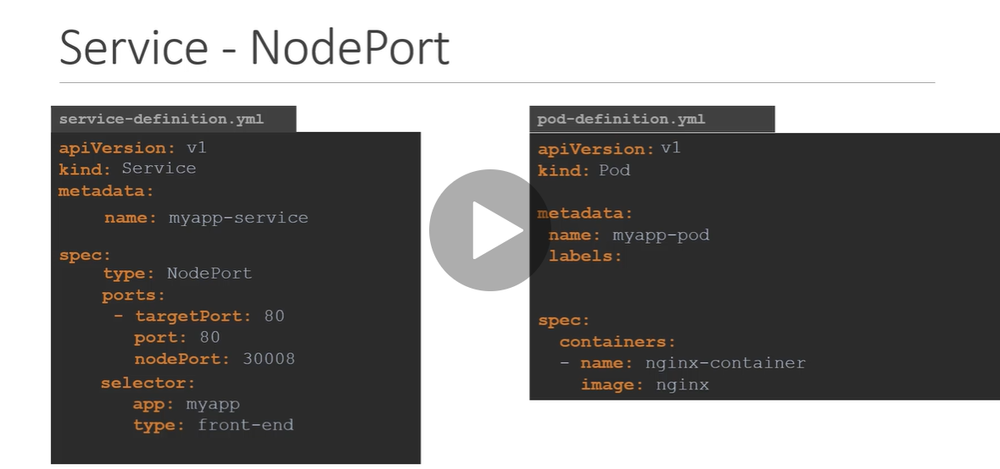 Service - NodePort
service-definition.yml
apiVersion: v1
kind: Service
metadata:
name: myapp-service
spec:
type: NodePort
ports:
- targetPort: 80
port: 80
nodePort: 30008
selector:
app: myapp
type: front-end
pod-definition.yml
apiVersion: v1
kind: Pod
metadata:
name: myapp-pod
labels:
spec:
containers:
- name: nginx-container
image: nginx